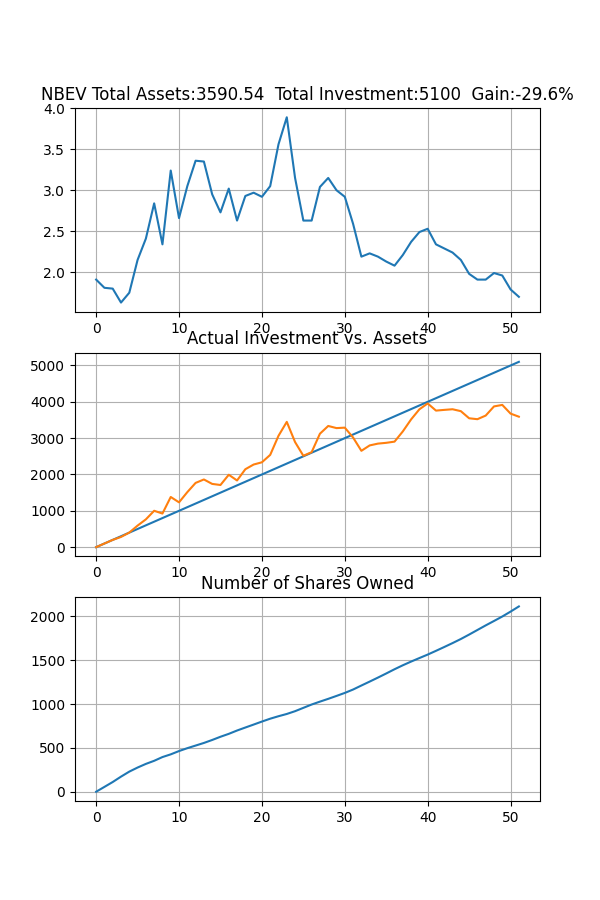 NBEV Total Assets:3590.54  Total Investment:5100  Gain:-29.6%
4.0
3.5
3.0
2.5
2.0
0 10 20 30 40 50
Actual Investment vs. Assets
5000
4000
3000
2000
1000
0
0 10 20 30 40 50
Number of Shares Owned
2000
1500
1000
500
0
0 10 20 30 40 50